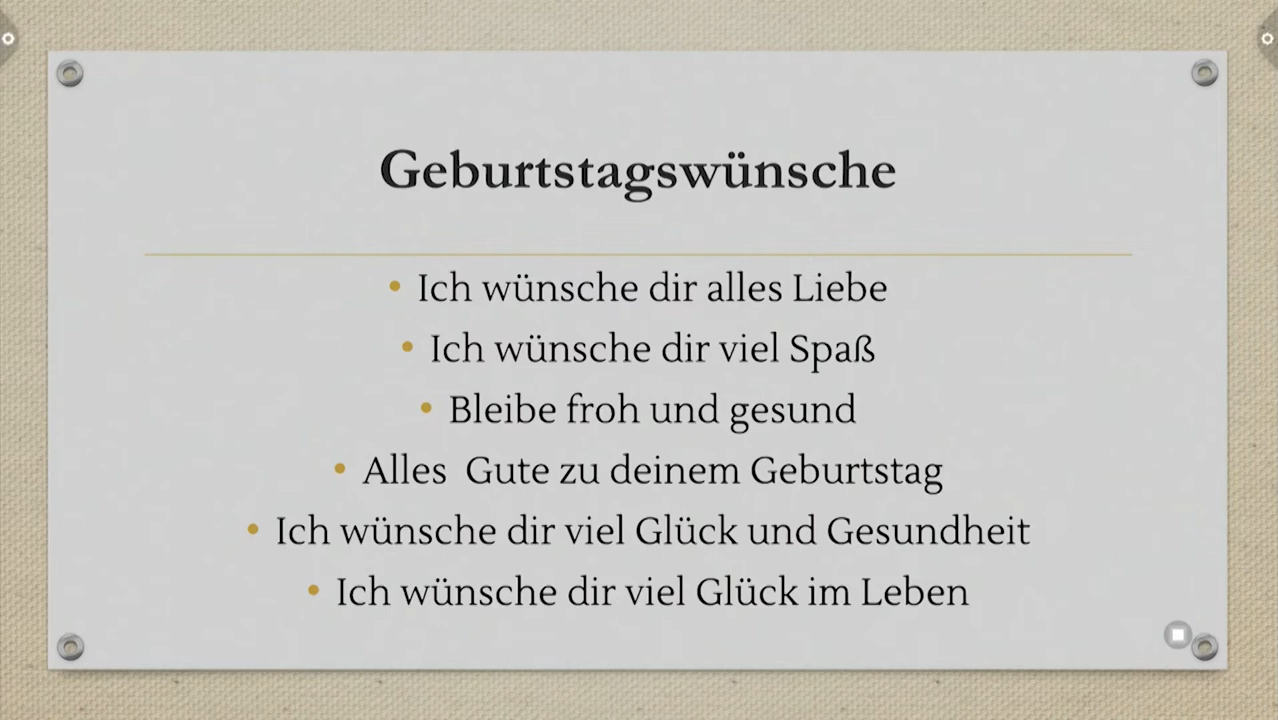 Geburtstagswünsche
• Ich wünsche dir alles Liebe
• Ich wünsche dir viel Spaß
• Bleibe froh und gesund
• Alles  Gute zu deinem Geburtstag
• Ich wünsche dir viel Glück und Gesundheit
• Ich wünsche dir viel Glück im Leben